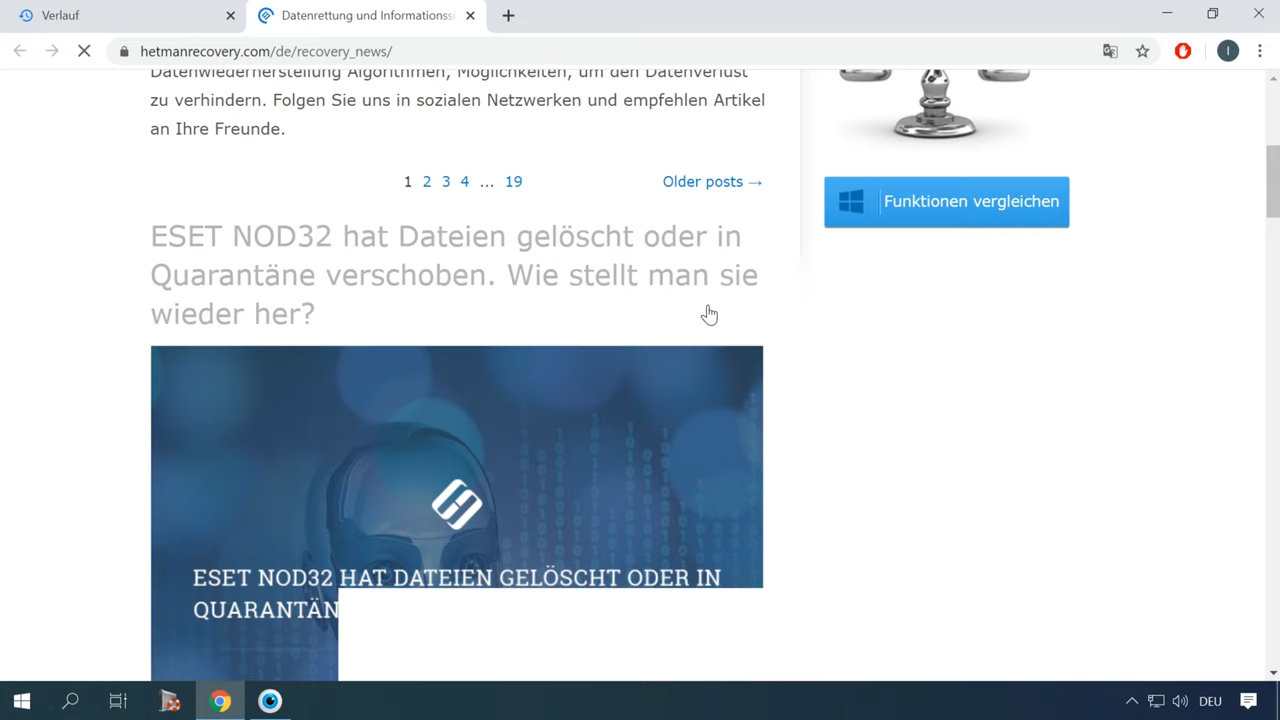 Verlauf
Datenrettung und Informationssi
hetmanrecovery.com/de/recovery_news/
I
Datenwiederherstellung Algorithmen, Möglichkeiten, um den Datenverlust
zu verhindern. Folgen Sie uns in sozialen Netzwerken und empfehlen Artikel
an Ihre Freunde.
1 2 3 4 ... 19 Older posts →
Funktionen vergleichen
ESET NOD32 hat Dateien gelöscht oder in
Quarantäne verschoben. Wie stellt man sie
wieder her?
ESET NOD32 HAT DATEIEN GELÖSCHT ODER IN
QUARANTÄN
DEU